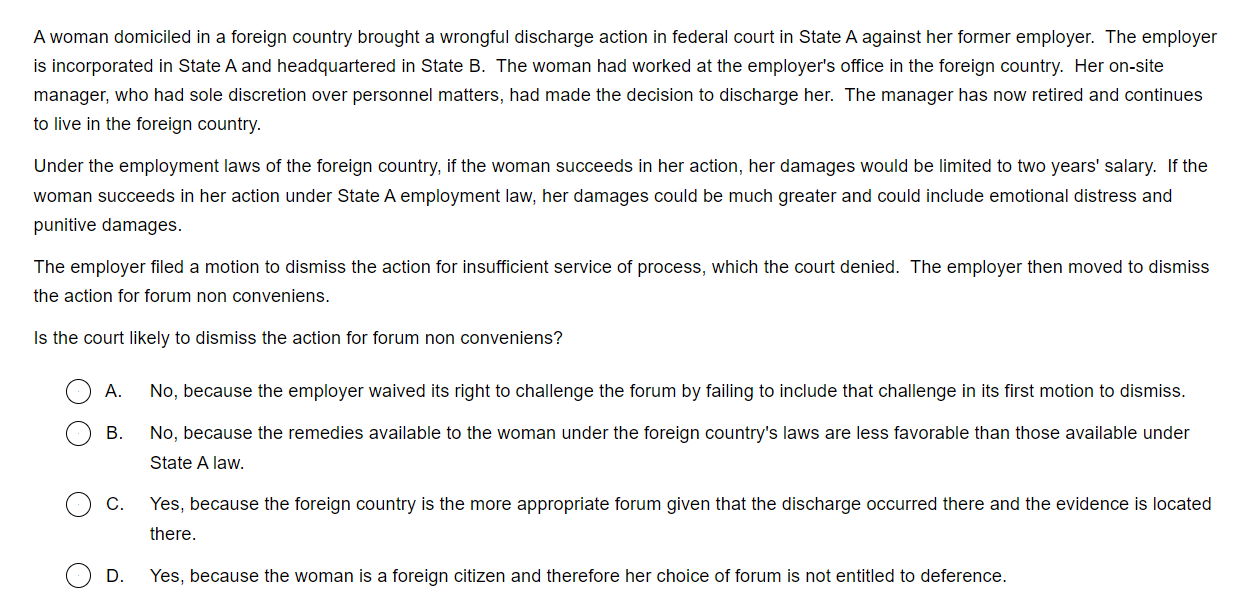 A woman domiciled in a foreign country brought a wrongful discharge action in federal court in State A against her former employer.  The employer
is incorporated in State A and headquartered in State B.  The woman had worked at the employer's office in the foreign country.  Her on-site
manager, who had sole discretion over personnel matters, had made the decision to discharge her.  The manager has now retired and continues
to live in the foreign country.
Under the employment laws of the foreign country, if the woman succeeds in her action, her damages would be limited to two years' salary.  If the
woman succeeds in her action under State A employment law, her damages could be much greater and could include emotional distress and
punitive damages.
The employer filed a motion to dismiss the action for insufficient service of process, which the court denied.  The employer then moved to dismiss
the action for forum non conveniens.
Is the court likely to dismiss the action for forum non conveniens?
A. No, because the employer waived its right to challenge the forum by failing to include that challenge in its first motion to dismiss.
B. No, because the remedies available to the woman under the foreign country's laws are less favorable than those available under
State A law.
C. Yes, because the foreign country is the more appropriate forum given that the discharge occurred there and the evidence is located
there.
D. Yes, because the woman is a foreign citizen and therefore her choice of forum is not entitled to deference.